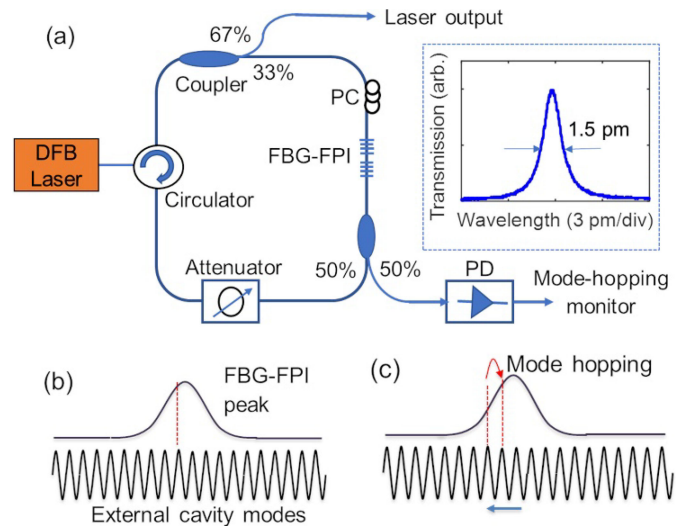 (a)
67%
Laser output
33%
Coupler
PC
DFB
Laser
FBG-FPI
Circulator
Transmission (arb.)
1.5 pm
Wavelength (3 pm/div)
Attenuator
50%
50%
PD
Mode-hopping
monitor
(b)
FBG-FPI
peak
External cavity modes
(c)
Mode hopping